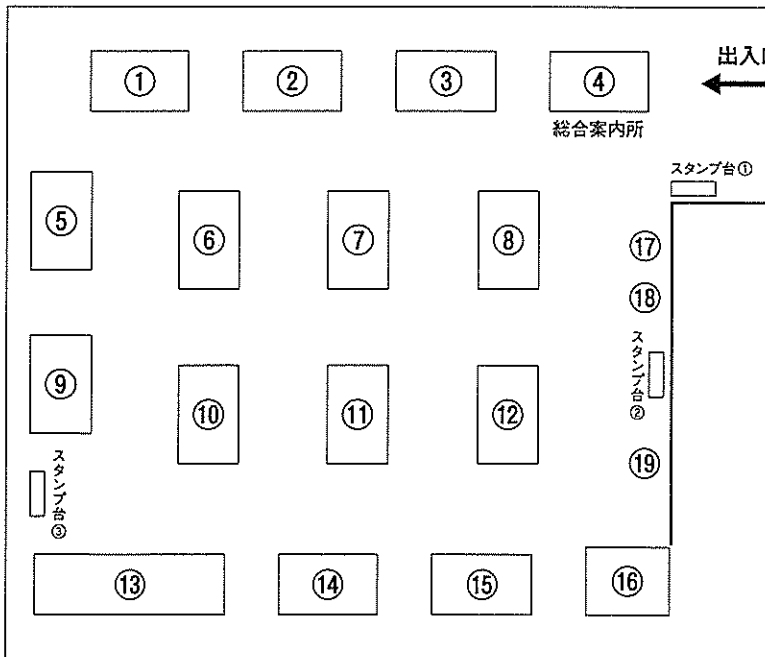 ① ② ③ ④
出入
総合案内所
スタンプ台①
⑤ ⑥ ⑦ ⑧ ⑰
⑱
スタンプ台②
⑨ ⑩ ⑪ ⑫
⑲
スタンプ台③
⑬ ⑭ ⑮ ⑯